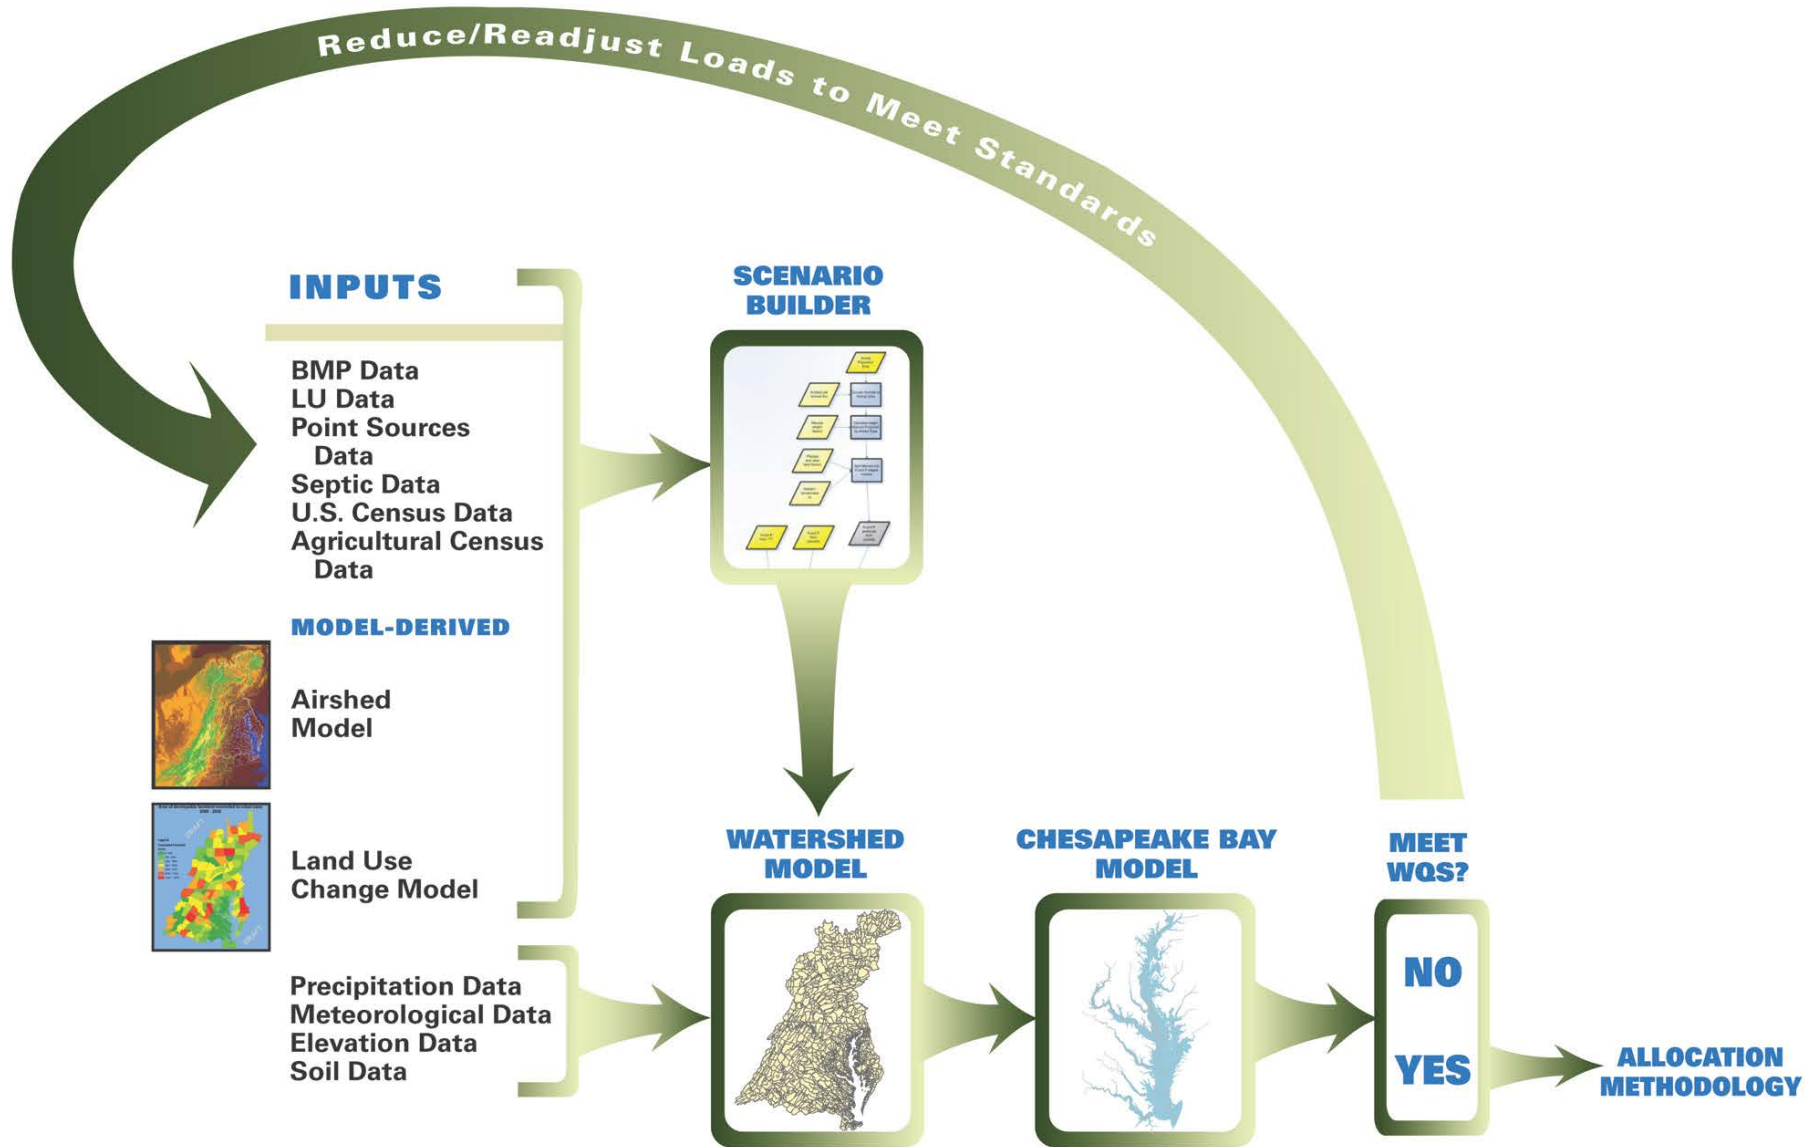 Reduce/Readjust Loads to Meet Standards
INPUTS
BMP Data
LU Data
Point Sources
Data
Septic Data
U.S. Census Data
Agricultural Census
Data
MODEL-DERIVED
Airshed
Model
Land Use
Change Model
Precipitation Data
Meteorological Data
Elevation Data
Soil Data
SCENARIO
BUILDER
WATERSHED
MODEL
CHESAPEAKE BAY
MODEL
MEET
WQS?
NO
YES
ALLOCATION
METHODOLOGY
DRAFT
DRAFT